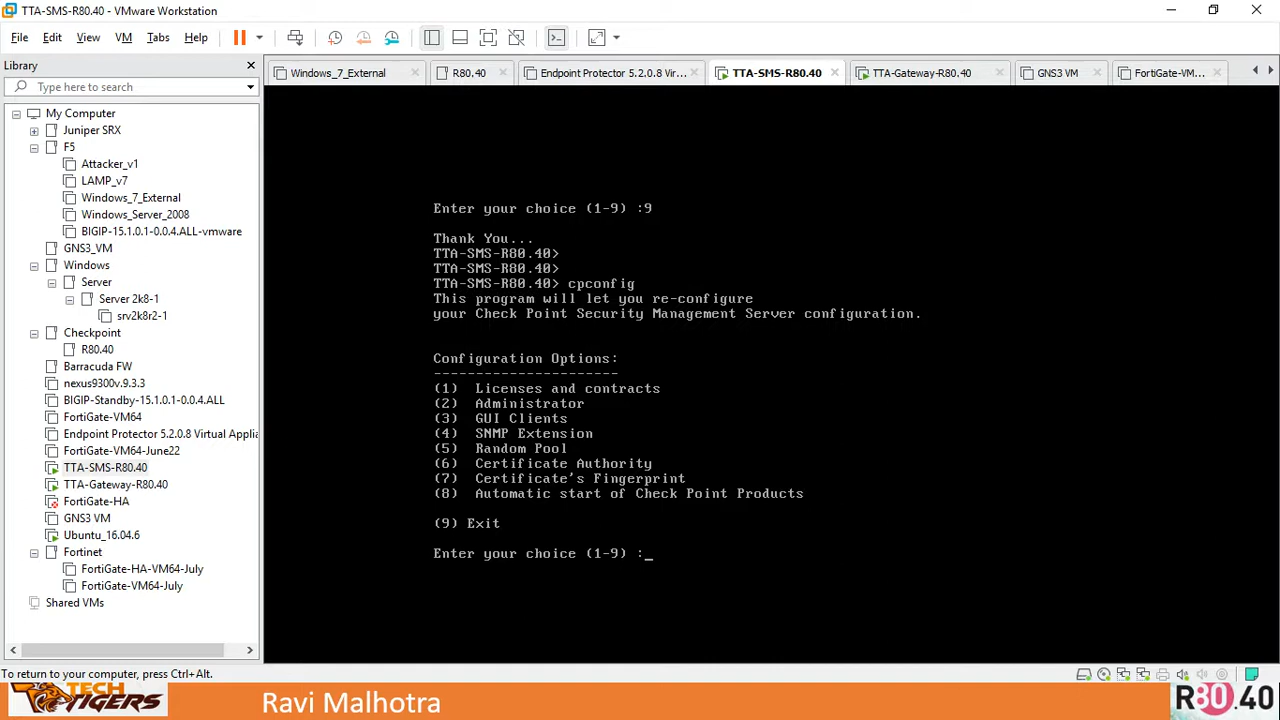 TTA-SMS-R80.40 - VMware Workstation
File Edit View VM Tabs Help
Library
Type here to search
My Computer
Juniper SRX
F5
Attacker_v1
LAMP_v7
Windows_7_External
Windows_Server_2008
BIGIP-15.1.0.1-0.0.4.ALL-vmware
GNS3_VM
Windows
Server
Server 2k8-1
srv2k8r2-1
Checkpoint
R80.40
Barracuda FW
nexus9300v.9.3.3
BIGIP-Standby-15.1.0.1-0.0.4.ALL
FortiGate-VM64
Endpoint Protector 5.2.0.8 Virtual Appli
FortiGate-VM64-June22
TTA-SMS-R80.40
TTA-Gateway-R80.40
FortiGate-HA
GNS3 VM
Ubuntu_16.04.6
Fortinet
FortiGate-HA-VM64-July
FortiGate-VM64-July
Shared VMs
Windows_7_External R80.40 Endpoint Protector 5.2.0.8 Vir... TTA-SMS-R80.40 TTA-Gateway-R80.40 GNS3 VM FortiGate-VM...
Enter your choice (1-9) :9
Thank You...
TTA-SMS-R80.40>
TTA-SMS-R80.40>
TTA-SMS-R80.40> cpconfig
This program will let you re-configure
your Check Point Security Management Server configuration.
Configuration Options:
----------------------
(1) Licenses and contracts
(2) Administrator
(3) GUI Clients
(4) SNMP Extension
(5) Random Pool
(6) Certificate Authority
(7) Certificate's Fingerprint
(8) Automatic start of Check Point Products
(9) Exit
Enter your choice (1-9) :_
To return to your computer, press Ctrl+Alt.
TECH
TIGERS
Ravi Malhotra
R80.40